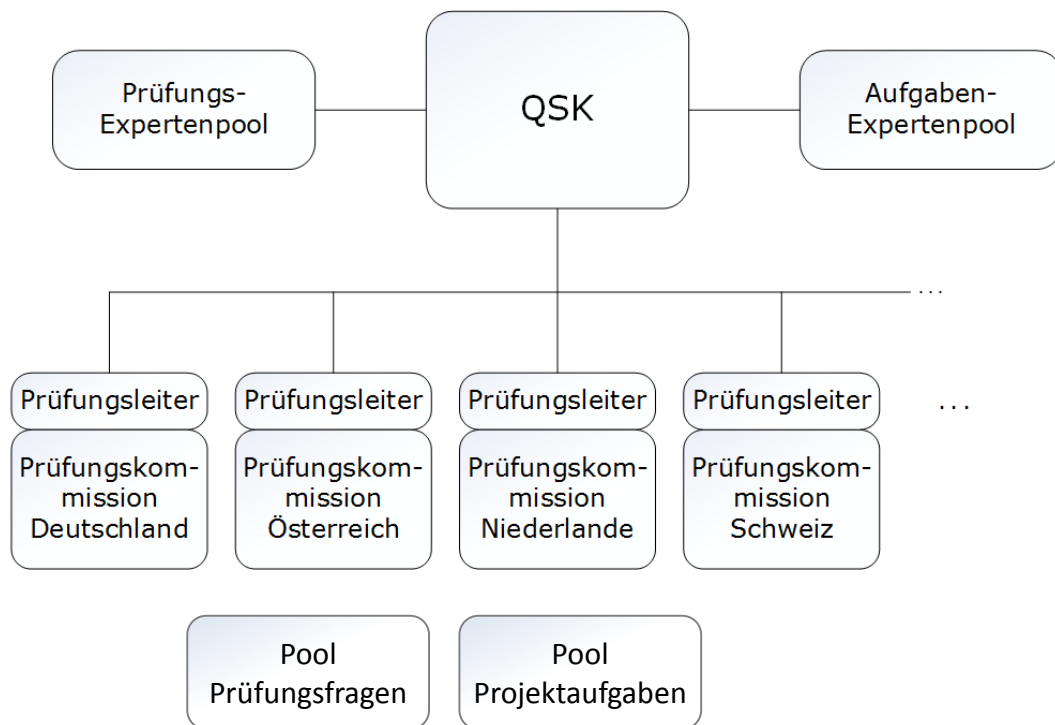 Prüfungs-
Expertenpool
QSK
Aufgaben-
Expertenpool
...
Prüfungsleiter
Prüfungskom-
mission
Deutschland
Prüfungsleiter
Prüfungskom-
mission
Österreich
Prüfungsleiter
Prüfungskom-
mission
Niederlande
Prüfungsleiter
Prüfungskom-
mission
Schweiz
...
Pool
Prüfungsfragen
Pool
Projektaufgaben